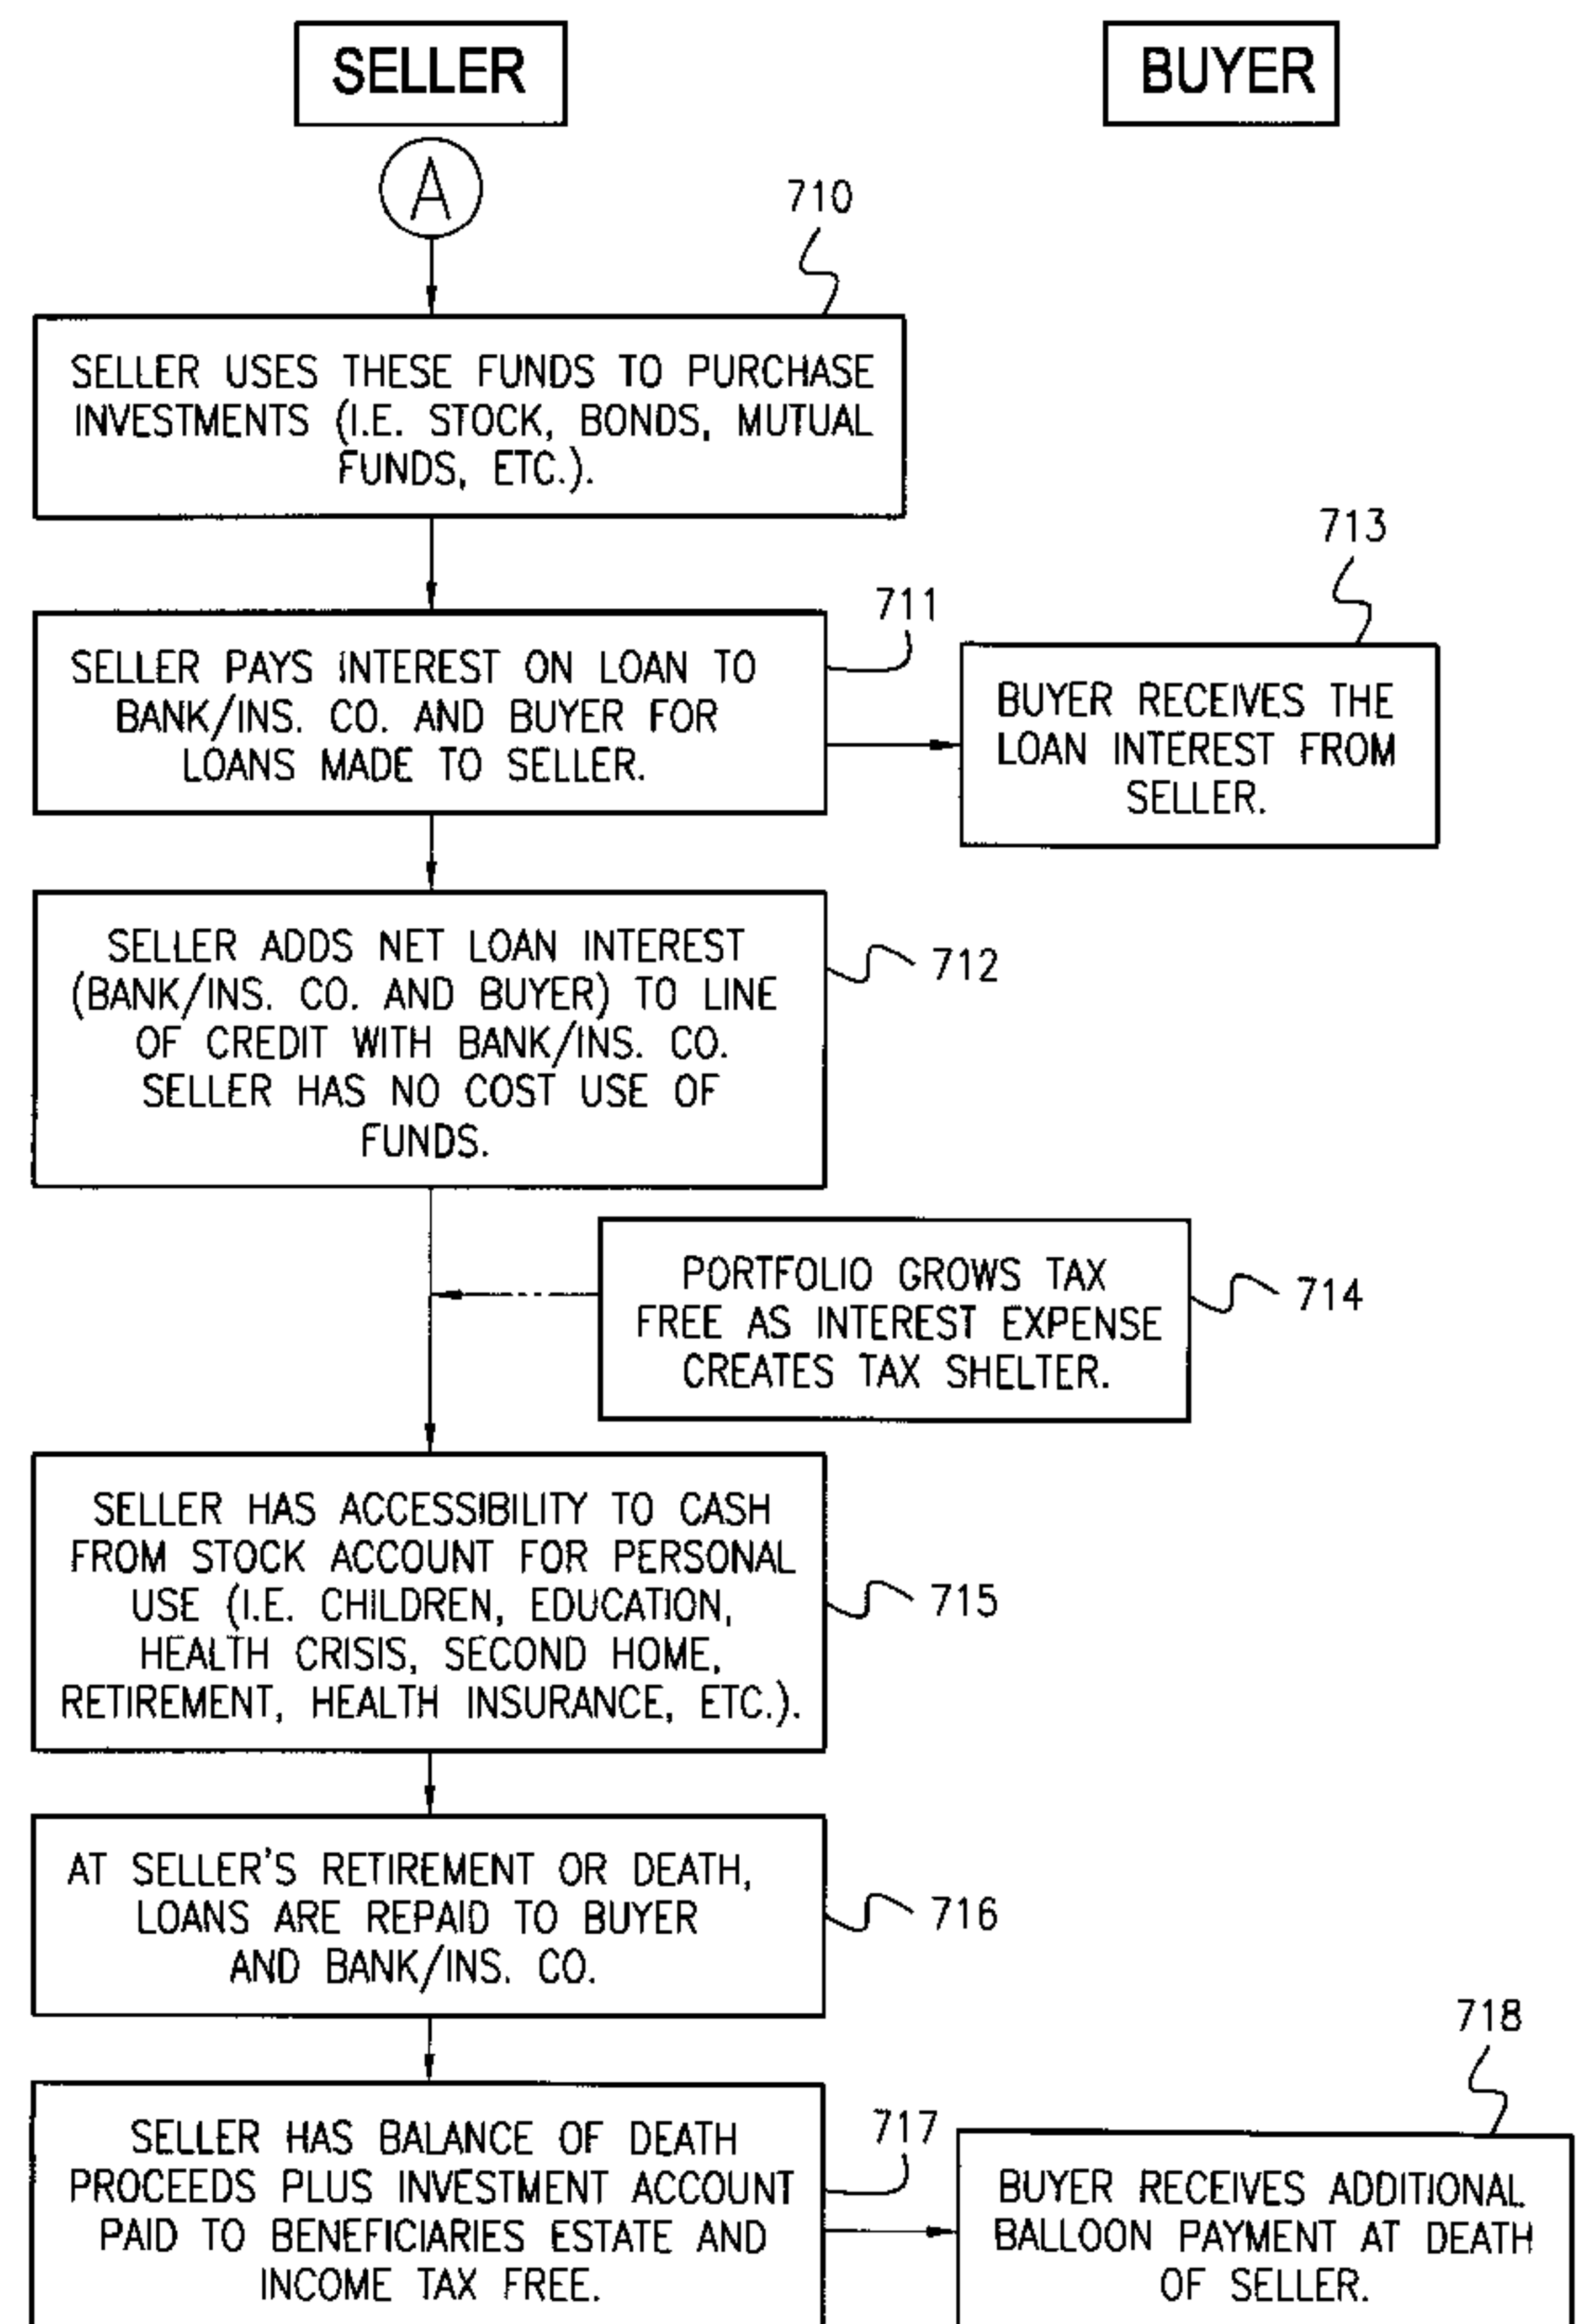 SELLER
BUYER
A
710
SELLER USES THESE FUNDS TO PURCHASE
INVESTMENTS (I.E. STOCK, BONDS, MUTUAL
FUNDS, ETC.).
711
SELLER PAYS INTEREST ON LOAN TO
BANK/INS. CO. AND BUYER FOR
LOANS MADE TO SELLER.
713
BUYER RECEIVES THE
LOAN INTEREST FROM
SELLER.
SELLER ADDS NET LOAN INTEREST
(BANK/INS. CO. AND BUYER) TO LINE
OF CREDIT WITH BANK/INS. CO.
SELLER HAS NO COST USE OF
FUNDS.
712
PORTFOLIO GROWS TAX
FREE AS INTEREST EXPENSE
CREATES TAX SHELTER.
714
SELLER HAS ACCESSIBILITY TO CASH
FROM STOCK ACCOUNT FOR PERSONAL
USE (I.E. CHILDREN, EDUCATION,
HEALTH CRISIS, SECOND HOME,
RETIREMENT, HEALTH INSURANCE, ETC.).
715
AT SELLER'S RETIREMENT OR DEATH,
LOANS ARE REPAID TO BUYER
AND BANK/INS. CO.
716
SELLER HAS BALANCE OF DEATH
PROCEEDS PLUS INVESTMENT ACCOUNT
PAID TO BENEFICIARIES ESTATE AND
INCOME TAX FREE.
717
718
BUYER RECEIVES ADDITIONAL
BALLOON PAYMENT AT DEATH
OF SELLER.